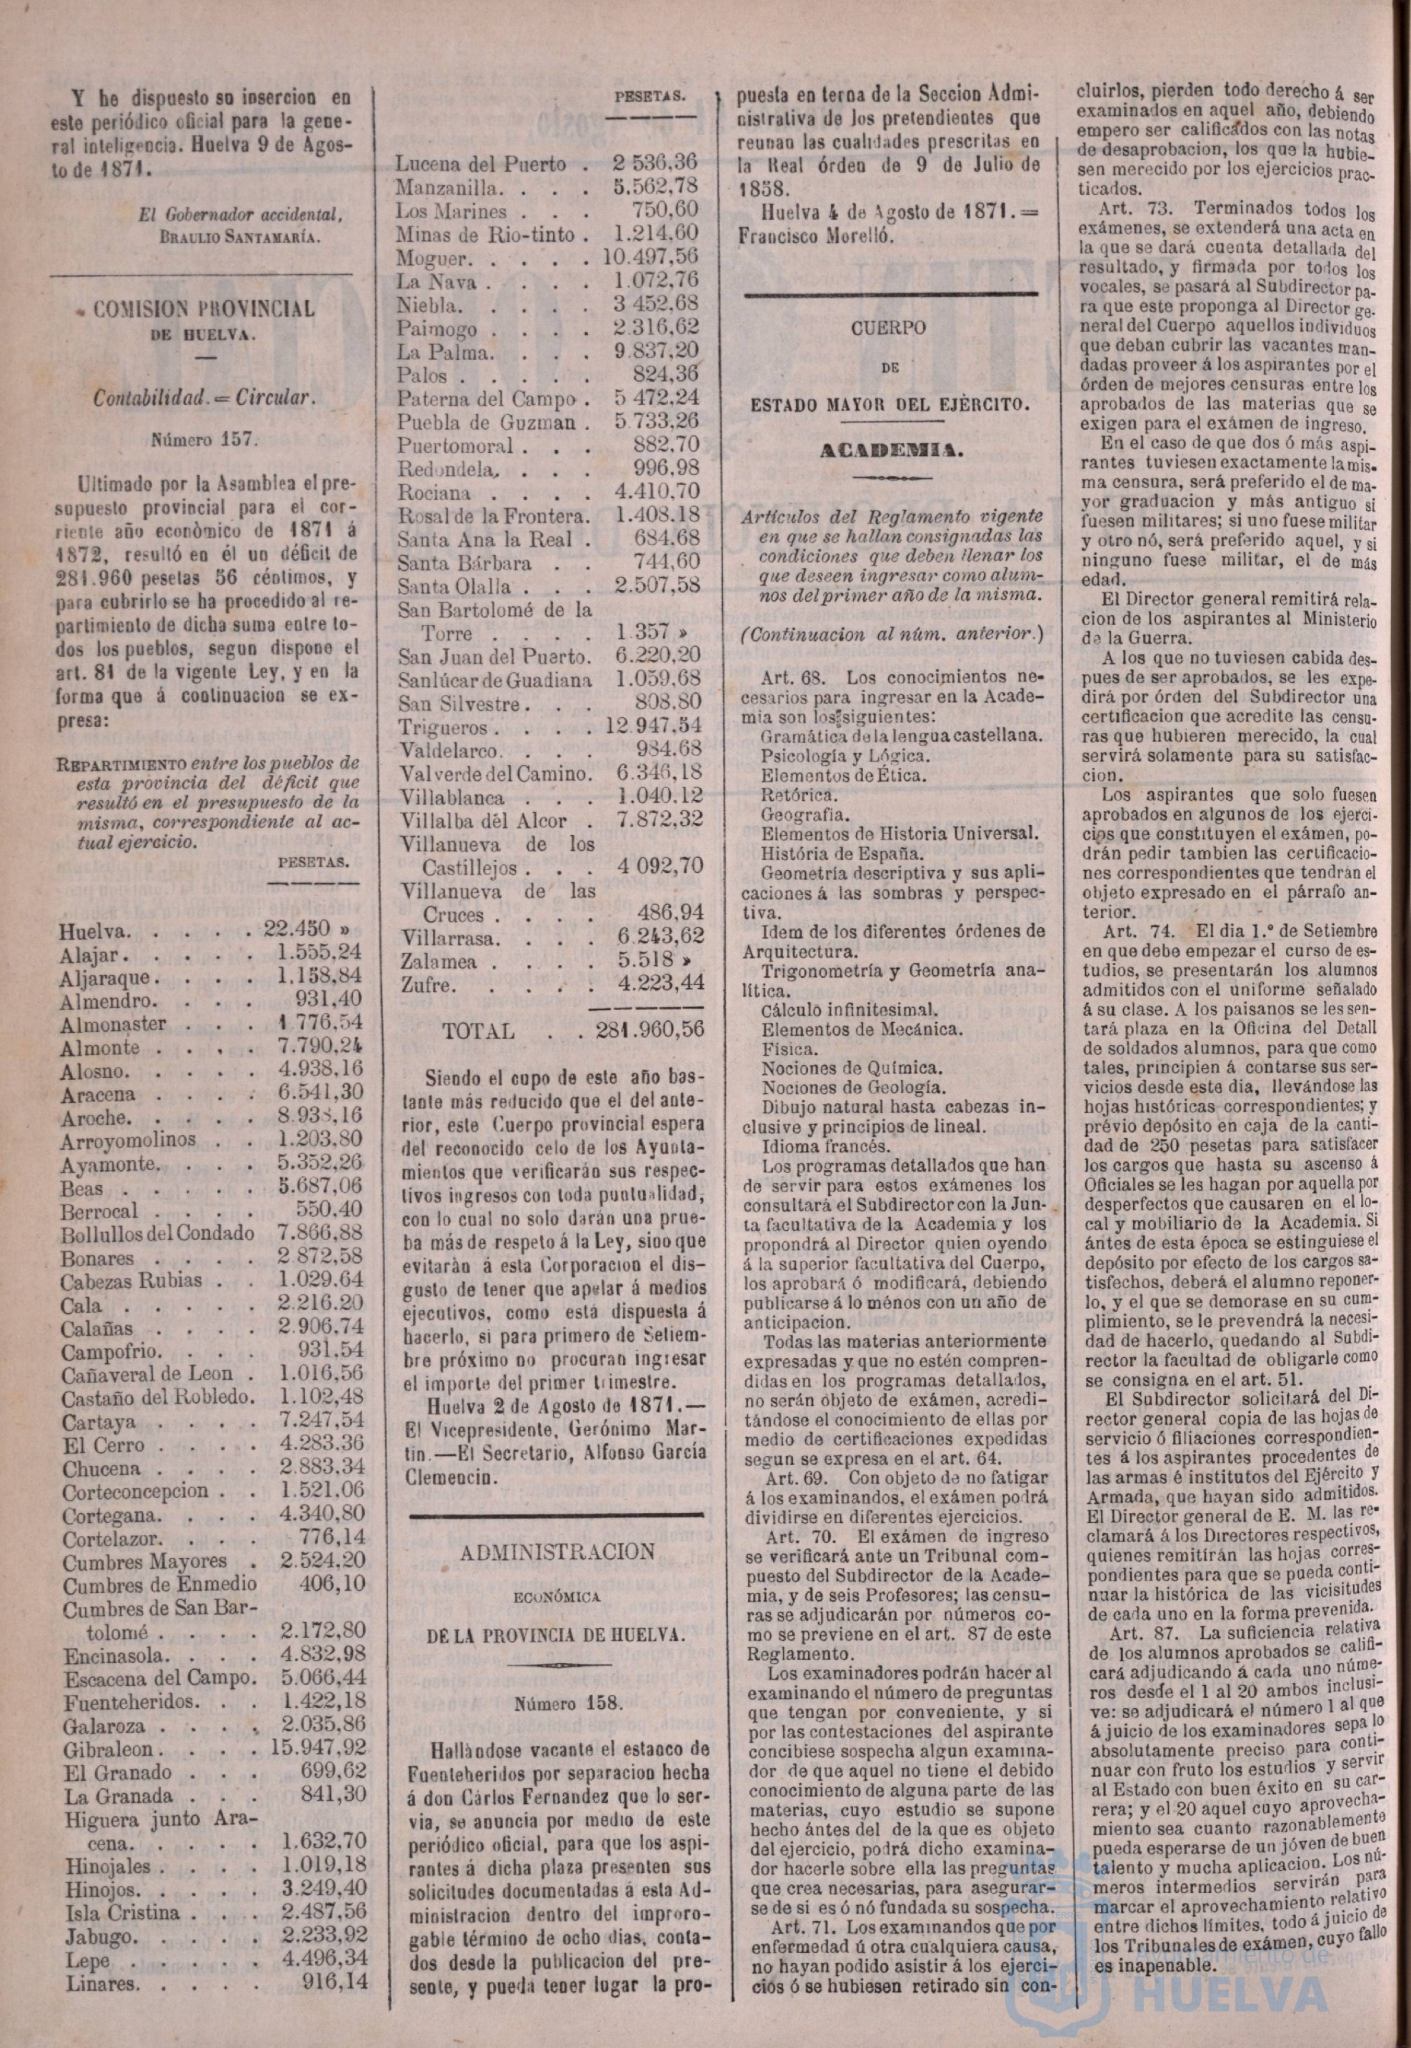 Y he dispuesto su insercion en
este periódico oficial para la gene-
ral inteligencia. Huelva 9 de Agos-
to de 1871.
El Gobernador accidental,
BRAULIO SANTAMARÍA.
COMISION PROVINCIAL
DE HUELVA.
Contabilidad.=Circular.
Número 157.
Ultimado por la Asamblea el pre-
supuesto provincial para el cor-
riente año econòmico de 1871 á
1872, resultó en él un déficit de
281.960 pesetas 56 céntimos, y
para cubrirlo se ha procedido al re-
partimiento de dicha suma entre to-
dos los pueblos, segun dispone el
art. 81 de la vigente Ley, y en la
forma que á continuacion se ex-
presa:
REPARTIMIENTO entre los pueblos de
esta provincia del déficit que
resultó en el presupuesto de la
misma, correspondiente al ac-
tual ejercicio.
PESETAS.
Huelva. . . . . 22.450 »
Alajar. . . . . 1.555,24
Aljaraque. . . . 1.158,84
Almendro. . . . 931,40
Almonaster . . . 1 776,54
Almonte . . . . 7.790,24
Alosno. . . . . 4.938,16
Aracena . . . . 6.541,30
Aroche. . . . . 8.938,16
Arroyomolinos . . 1.203,80
Ayamonte. . . . 5.352,26
Beas . . . . . 5.687,06
Berrocal . . . . 550,40
Bollullos del Condado 7.866,88
Bonares . . . . 2 872,58
Cabezas Rubias . . 1.029,64
Cala . . . . . 2.216,20
Calañas . . . . 2.906,74
Campofrio. . . . 931,54
Cañaveral de Leon . 1.016,56
Castaño del Robledo. 1.102,48
Cartaya . . . . 7.247,54
El Cerro . . . . 4.283,36
Chucena . . . . 2.883,34
Corteconcepcion . . 1.521,06
Cortegana. . . . 4.340,80
Cortelazor. . . . 776,14
Cumbres Mayores . 2.524,20
Cumbres de Enmedio 406,10
Cumbres de San Bar-
tolomé . . . . 2.172,80
Encinasola. . . . 4.832,98
Escacena del Campo. 5.066,44
Fuenteheridos. . . 1.422,18
Galaroza . . . . 2.035,86
Gibraleon. . . . 15.947,92
El Granado . . . 699,62
La Granada . . . 841,30
Higuera junto Ara-
cena. . . . . 1.632,70
Hinojales . . . . 1.019,18
Hinojos. . . . . 3.249,40
Isla Cristina . . . 2.487,56
Jabugo. . . . . 2.233,92
Lepe . . . . . 4.496,34
Linares. . . . . 916,14
PESETAS.
Lucena del Puerto . 2 536,36
Manzanilla. . . . 5.562,78
Los Marines . . . 750,60
Minas de Rio-tinto . 1.214,60
Moguer. . . . . 10.497,56
La Nava . . . . 1.072,76
Niebla. . . . . 3 452,68
Paimogo . . . . 2.316,62
La Palma. . . . 9.837,20
Palos . . . . . 824,36
Paterna del Campo . 5 472,24
Puebla de Guzman . 5.733,26
Puertomoral . . . 882,70
Redondela. . . . 996,98
Rociana . . . . 4.410,70
Rosal de la Frontera. 1.408,18
Santa Ana la Real . 684,68
Santa Bárbara . . 744,60
Santa Olalla . . . 2.507,58
San Bartolomé de la
Torre . . . . 1.357 »
San Juan del Puerto. 6.220,20
Sanlúcar de Guadiana 1.059,68
San Silvestre . . . 808,80
Trigueros . . . . 12.947,54
Valdelarco. . . . 984,68
Valverde del Camino. 6.346,18
Villablanca . . . 1.040,12
Villalba del Alcor . 7.872,32
Villanueva de los
Castillejos . . . 4 092,70
Villanueva de las
Cruces . . . . 486,94
Villarrasa. . . . 6.243,62
Zalamea . . . . 5.518 »
Zufre. . . . . 4.223,44
TOTAL . . 281.960,56
Siendo el cupo de este año bas-
tante más reducido que el del ante-
rior, este Cuerpo provincial espera
del reconocido celo de los Ayunta-
mientos que verificarán sus respec-
tivos ingresos con toda puntualidad,
con lo cual no solo darán una prue-
ba más de respeto á la Ley, sino que
evitarán á esta Corporacion el dis-
gusto de tener que apelar á medios
ejecutivos, como está dispuesta á
hacerlo, si para primero de Setiem-
bre próximo no procuran ingresar
el importe del primer trimestre.
Huelva 2 de Agosto de 1871.—
El Vicepresidente, Gerónimo Mar-
tin.—El Secretario, Alfonso García
Clemencin.
ADMINISTRACION
ECONÓMICA
DE LA PROVINCIA DE HUELVA.
Número 158.
Hallándose vacante el estanco de
Fuenteheridos por separacion hecha
á don Cárlos Fernandez que lo ser-
via, se anuncia por medio de este
periódico oficial, para que los aspi-
rantes á dicha plaza presenten sus
solicitudes documentadas á esta Ad-
ministracion dentro del improro-
gable término de ocho dias, conta-
dos desde la publicacion del pre-
sente, y pueda tener lugar la pro-
puesta en terna de la Seccion Admi-
nistrativa de los pretendientes que
reunan las cualidades prescritas en
la Real órden de 9 de Julio de
1858.
Huelva 4 de Agosto de 1871.=
Francisco Morelló.
CUERPO
DE
ESTADO MAYOR DEL EJÈRCITO.
ACADEMIA.
Artículos del Reglamento vigente
en que se hallan consignadas las
condiciones que deben llenar los
que deseen ingresar como alum-
nos del primer año de la misma.
(Continuacion al núm. anterior.)
Art. 68. Los conocimientos ne-
cesarios para ingresar en la Acade-
mia son los siguientes:
Gramática de la lengua castellana.
Psicología y Lógica.
Elementos de Ética.
Retórica.
Geografia.
Elementos de Historia Universal.
História de España.
Geometría descriptiva y sus apli-
caciones á las sombras y perspec-
tiva.
Idem de los diferentes órdenes de
Arquitectura.
Trigonometría y Geometría ana-
lítica.
Cálculo infinitesimal.
Elementos de Mecánica.
Física.
Nociones de Química.
Nociones de Geología.
Dibujo natural hasta cabezas in-
clusive y principios de lineal.
Idioma francés.
Los programas detallados que han
de servir para estos exámenes los
consultará el Subdirector con la Jun-
ta facultativa de la Academia y los
propondrá al Director quien oyendo
á la superior facultativa del Cuerpo,
los aprobará ó modificará, debiendo
publicarse á lo ménos con un año de
anticipacion.
Todas las materias anteriormente
expresadas y que no estén compren-
didas en los programas detallados,
no serán objeto de exámen, acredi-
tándose el conocimiento de ellas por
medio de certificaciones expedidas
segun se expresa en el art. 64.
Art. 69. Con objeto de no fatigar
á los examinandos, el exámen podrá
dividirse en diferentes ejercicios.
Art. 70. El exámen de ingreso
se verificará ante un Tribunal com-
puesto del Subdirector de la Acade-
mia, y de seis Profesores; las censu-
ras se adjudicarán por números co-
mo se previene en el art. 87 de este
Reglamento.
Los examinadores podrán hacer al
examinando el número de preguntas
que tengan por conveniente, y si
por las contestaciones del aspirante
concibiese sospecha algun examina-
dor de que aquel no tiene el debido
conocimiento de alguna parte de las
materias, cuyo estudio se supone
hecho ántes del de la que es objeto
del ejercicio, podrá dicho examina-
dor hacerle sobre ella las preguntas
que crea necesarias, para asegurar-
se de si es ó nó fundada su sospecha.
Art. 71. Los examinandos que por
enfermedad ú otra cualquiera causa,
no hayan podido asistir á los ejerci-
cios ó se hubiesen retirado sin con-
cluirlos, pierden todo derecho á ser
examinados en aquel año, debiendo
empero ser calificados con las notas
de desaprobacion, los que la hubie-
sen merecido por los ejercicios prac-
ticados.
Art. 73. Terminados todos los
exámenes, se extenderá una acta en
la que se dará cuenta detallada del
resultado, y firmada por todos los
vocales, se pasará al Subdirector pa-
ra que este proponga al Director ge-
neral del Cuerpo aquellos individuos
que deban cubrir las vacantes man-
dadas proveer á los aspirantes por el
órden de mejores censuras entre los
aprobados de las materias que se
exigen para el exámen de ingreso.
En el caso de que dos ó más aspi-
rantes tuviesen exactamente la mis-
ma censura, será preferido el de ma-
yor graduacion y más antiguo si
fuesen militares; si uno fuese militar
y otro nó, será preferido aquel, y si
ninguno fuese militar, el de más
edad.
El Director general remitirá rela-
cion de los aspirantes al Ministerio
de la Guerra.
A los que no tuviesen cabida des-
pues de ser aprobados, se les expe-
dirá por órden del Subdirector una
certificacion que acredite las censu-
ras que hubieren merecido, la cual
servirá solamente para su satisfac-
cion.
Los aspirantes que solo fuesen
aprobados en algunos de los ejerci-
cios que constituyen el exámen, po-
drán pedir tambien las certificacio-
nes correspondientes que tendrán el
objeto expresado en el párrafo an-
terior.
Art. 74. El dia 1.º de Setiembre
en que debe empezar el curso de es-
tudios, se presentarán los alumnos
admitidos con el uniforme señalado
á su clase. A los paisanos se les sen-
tará plaza en la Oficina del Detall
de soldados alumnos, para que como
tales, principien á contarse sus ser-
vicios desde este dia, llevándose las
hojas históricas correspondientes; y
prévio depósito en caja de la canti-
dad de 250 pesetas para satisfacer
los cargos que hasta su ascenso á
Oficiales se les hagan por aquella por
desperfectos que causaren en el lo-
cal y mobiliario de la Academia. Si
ántes de esta época se estinguiese el
depósito por efecto de los cargos sa-
tisfechos, deberá el alumno reponer-
lo, y el que se demorase en su cum-
plimiento, se le prevendrá la necesi-
dad de hacerlo, quedando al Subdi-
rector la facultad de obligarle como
se consigna en el art. 51.
El Subdirector solicitará del Di-
rector general copia de las hojas de
servicio ó filiaciones correspondien-
tes á los aspirantes procedentes de
las armas é institutos del Ejército y
Armada, que hayan sido admitidos.
El Director general de E. M. las re-
clamará á los Directores respectivos,
quienes remitirán las hojas corres-
pondientes para que se pueda conti-
nuar la histórica de las vicisitudes
de cada uno en la forma prevenida.
Art. 87. La suficiencia relativa
de los alumnos aprobados se califi-
cará adjudicando á cada uno núme-
ros desde el 1 al 20 ambos inclusi-
ve: se adjudicará el número 1 al que
á juicio de los examinadores sepa lo
absolutamente preciso para conti-
nuar con fruto los estudios y servir
al Estado con buen éxito en su car-
rera; y el 20 aquel cuyo aprovecha-
miento sea cuanto razonablemente
pueda esperarse de un jóven de buen
talento y mucha aplicacion. Los nú-
meros intermedios servirán para
marcar el aprovechamiento relativo
entre dichos límites, todo á juicio de
los Tribunales de exámen, cuyo fallo
es inapenable.
HUELVA